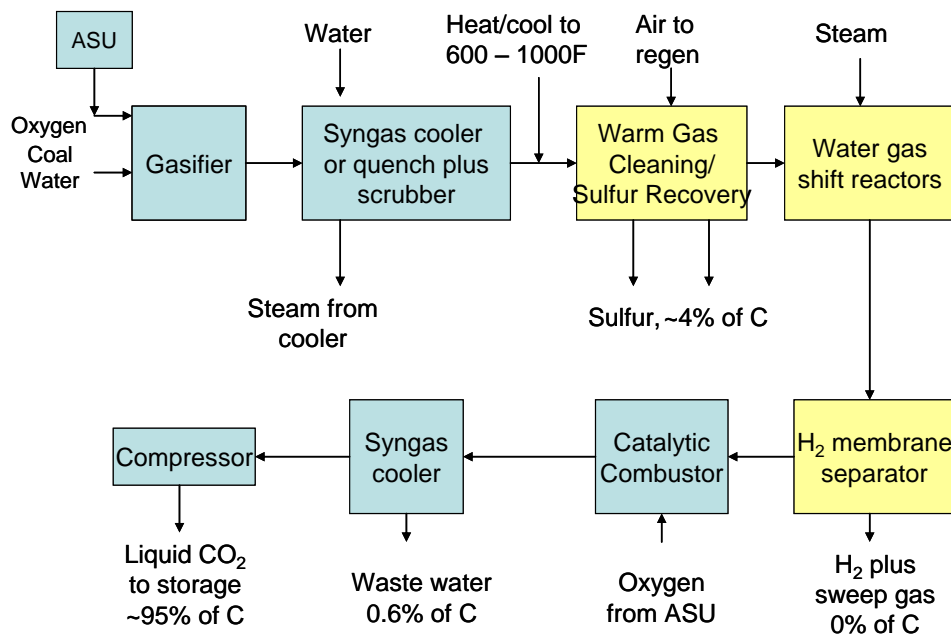 ASU
Water
Heat/cool to
600 – 1000F
Air to
regen
Steam
Oxygen
Coal
Water
Gasifier
Syngas cooler
or quench plus
scrubber
Warm Gas
Cleaning/
Sulfur Recovery
Water gas
shift reactors
Steam from
cooler
Sulfur, ~4% of C
Compressor
Syngas
cooler
Catalytic
Combustor
H₂ membrane
separator
Liquid CO₂
to storage
~95% of C
Waste water
0.6% of C
Oxygen
from ASU
H₂ plus
sweep gas
0% of C